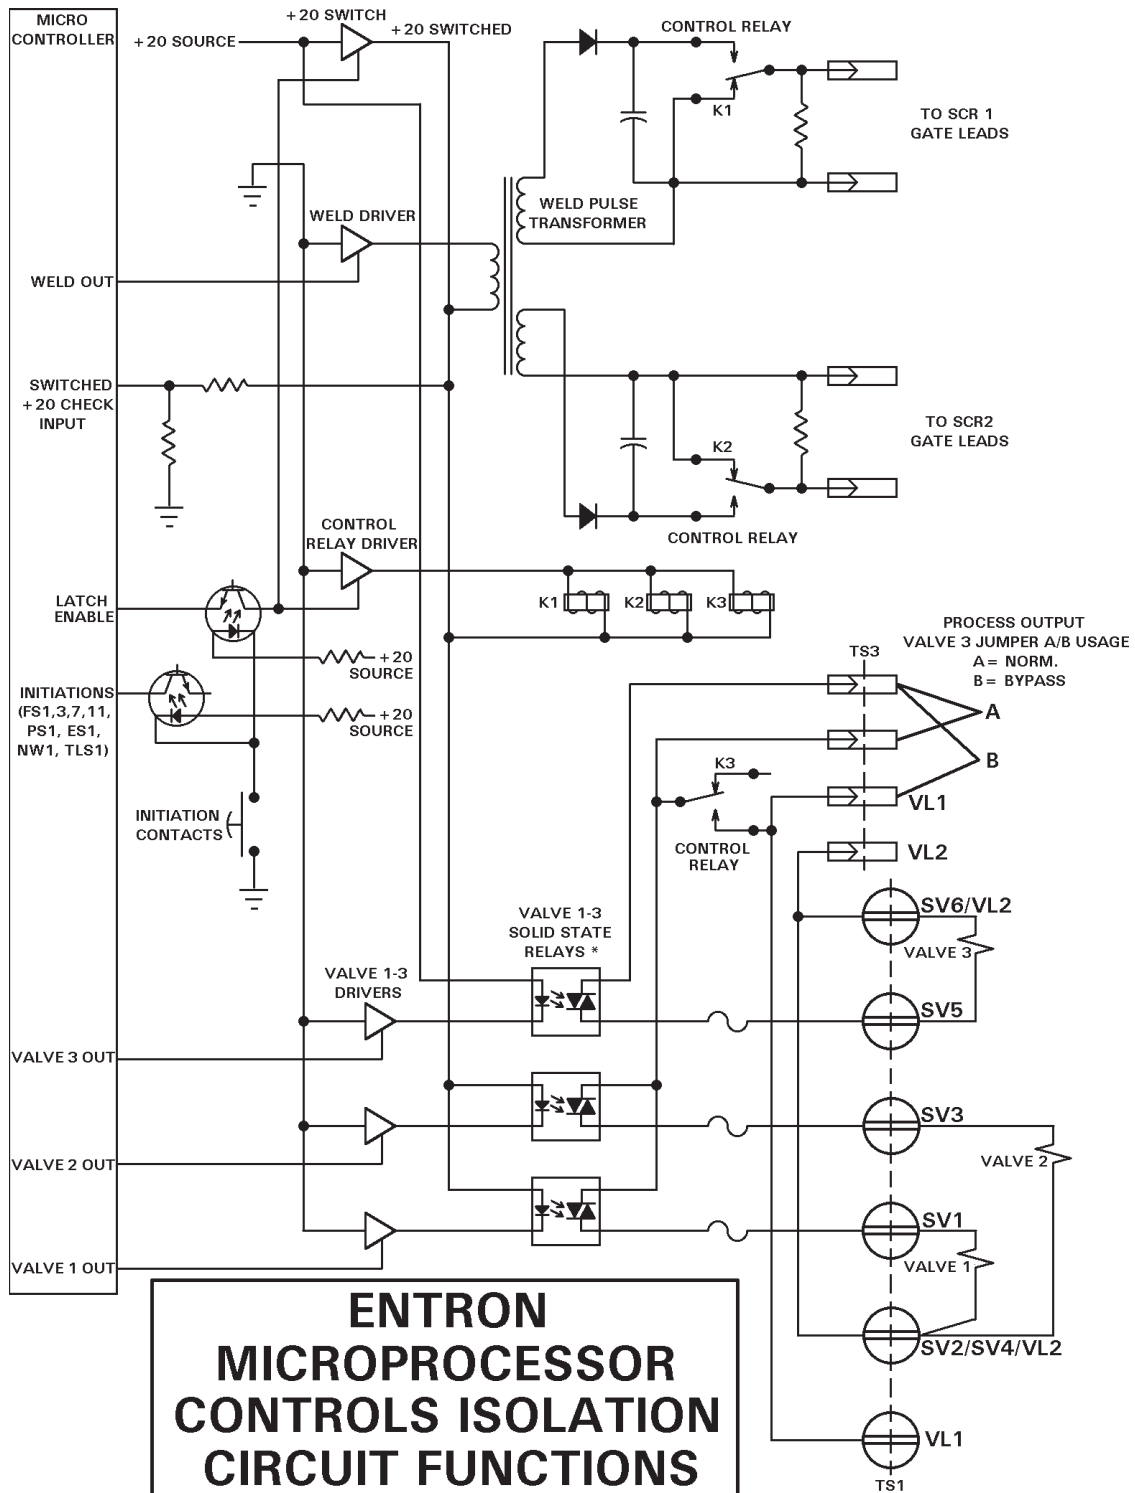 MICRO
CONTROLLER
+20 SOURCE
+20 SWITCH
+20 SWITCHED
CONTROL RELAY
K1
TO SCR 1
GATE LEADS
WELD PULSE
TRANSFORMER
WELD DRIVER
WELD OUT
SWITCHED
+20 CHECK
INPUT
K2
TO SCR2
GATE LEADS
CONTROL RELAY
CONTROL
RELAY DRIVER
LATCH
ENABLE
K1
K2
K3
+20
SOURCE
INITIATIONS
(FS1,3,7,11,
PS1, ES1,
NW1, TLS1)
+20
SOURCE
PROCESS OUTPUT
VALVE 3 JUMPER A/B USAGE
A = NORM.
B = BYPASS
TS3
A
B
K3
VL1
CONTROL
RELAY
VL2
INITIATION
CONTACTS
VALVE 1-3
SOLID STATE
RELAYS *
SV6/VL2
VALVE 3
VALVE 1-3
DRIVERS
SV5
VALVE 3 OUT
SV3
VALVE 2
VALVE 2 OUT
SV1
VALVE 1
VALVE 1 OUT
SV2/SV4/VL2
VL1
TS1
ENTRON
MICROPROCESSOR
CONTROLS ISOLATION
CIRCUIT FUNCTIONS